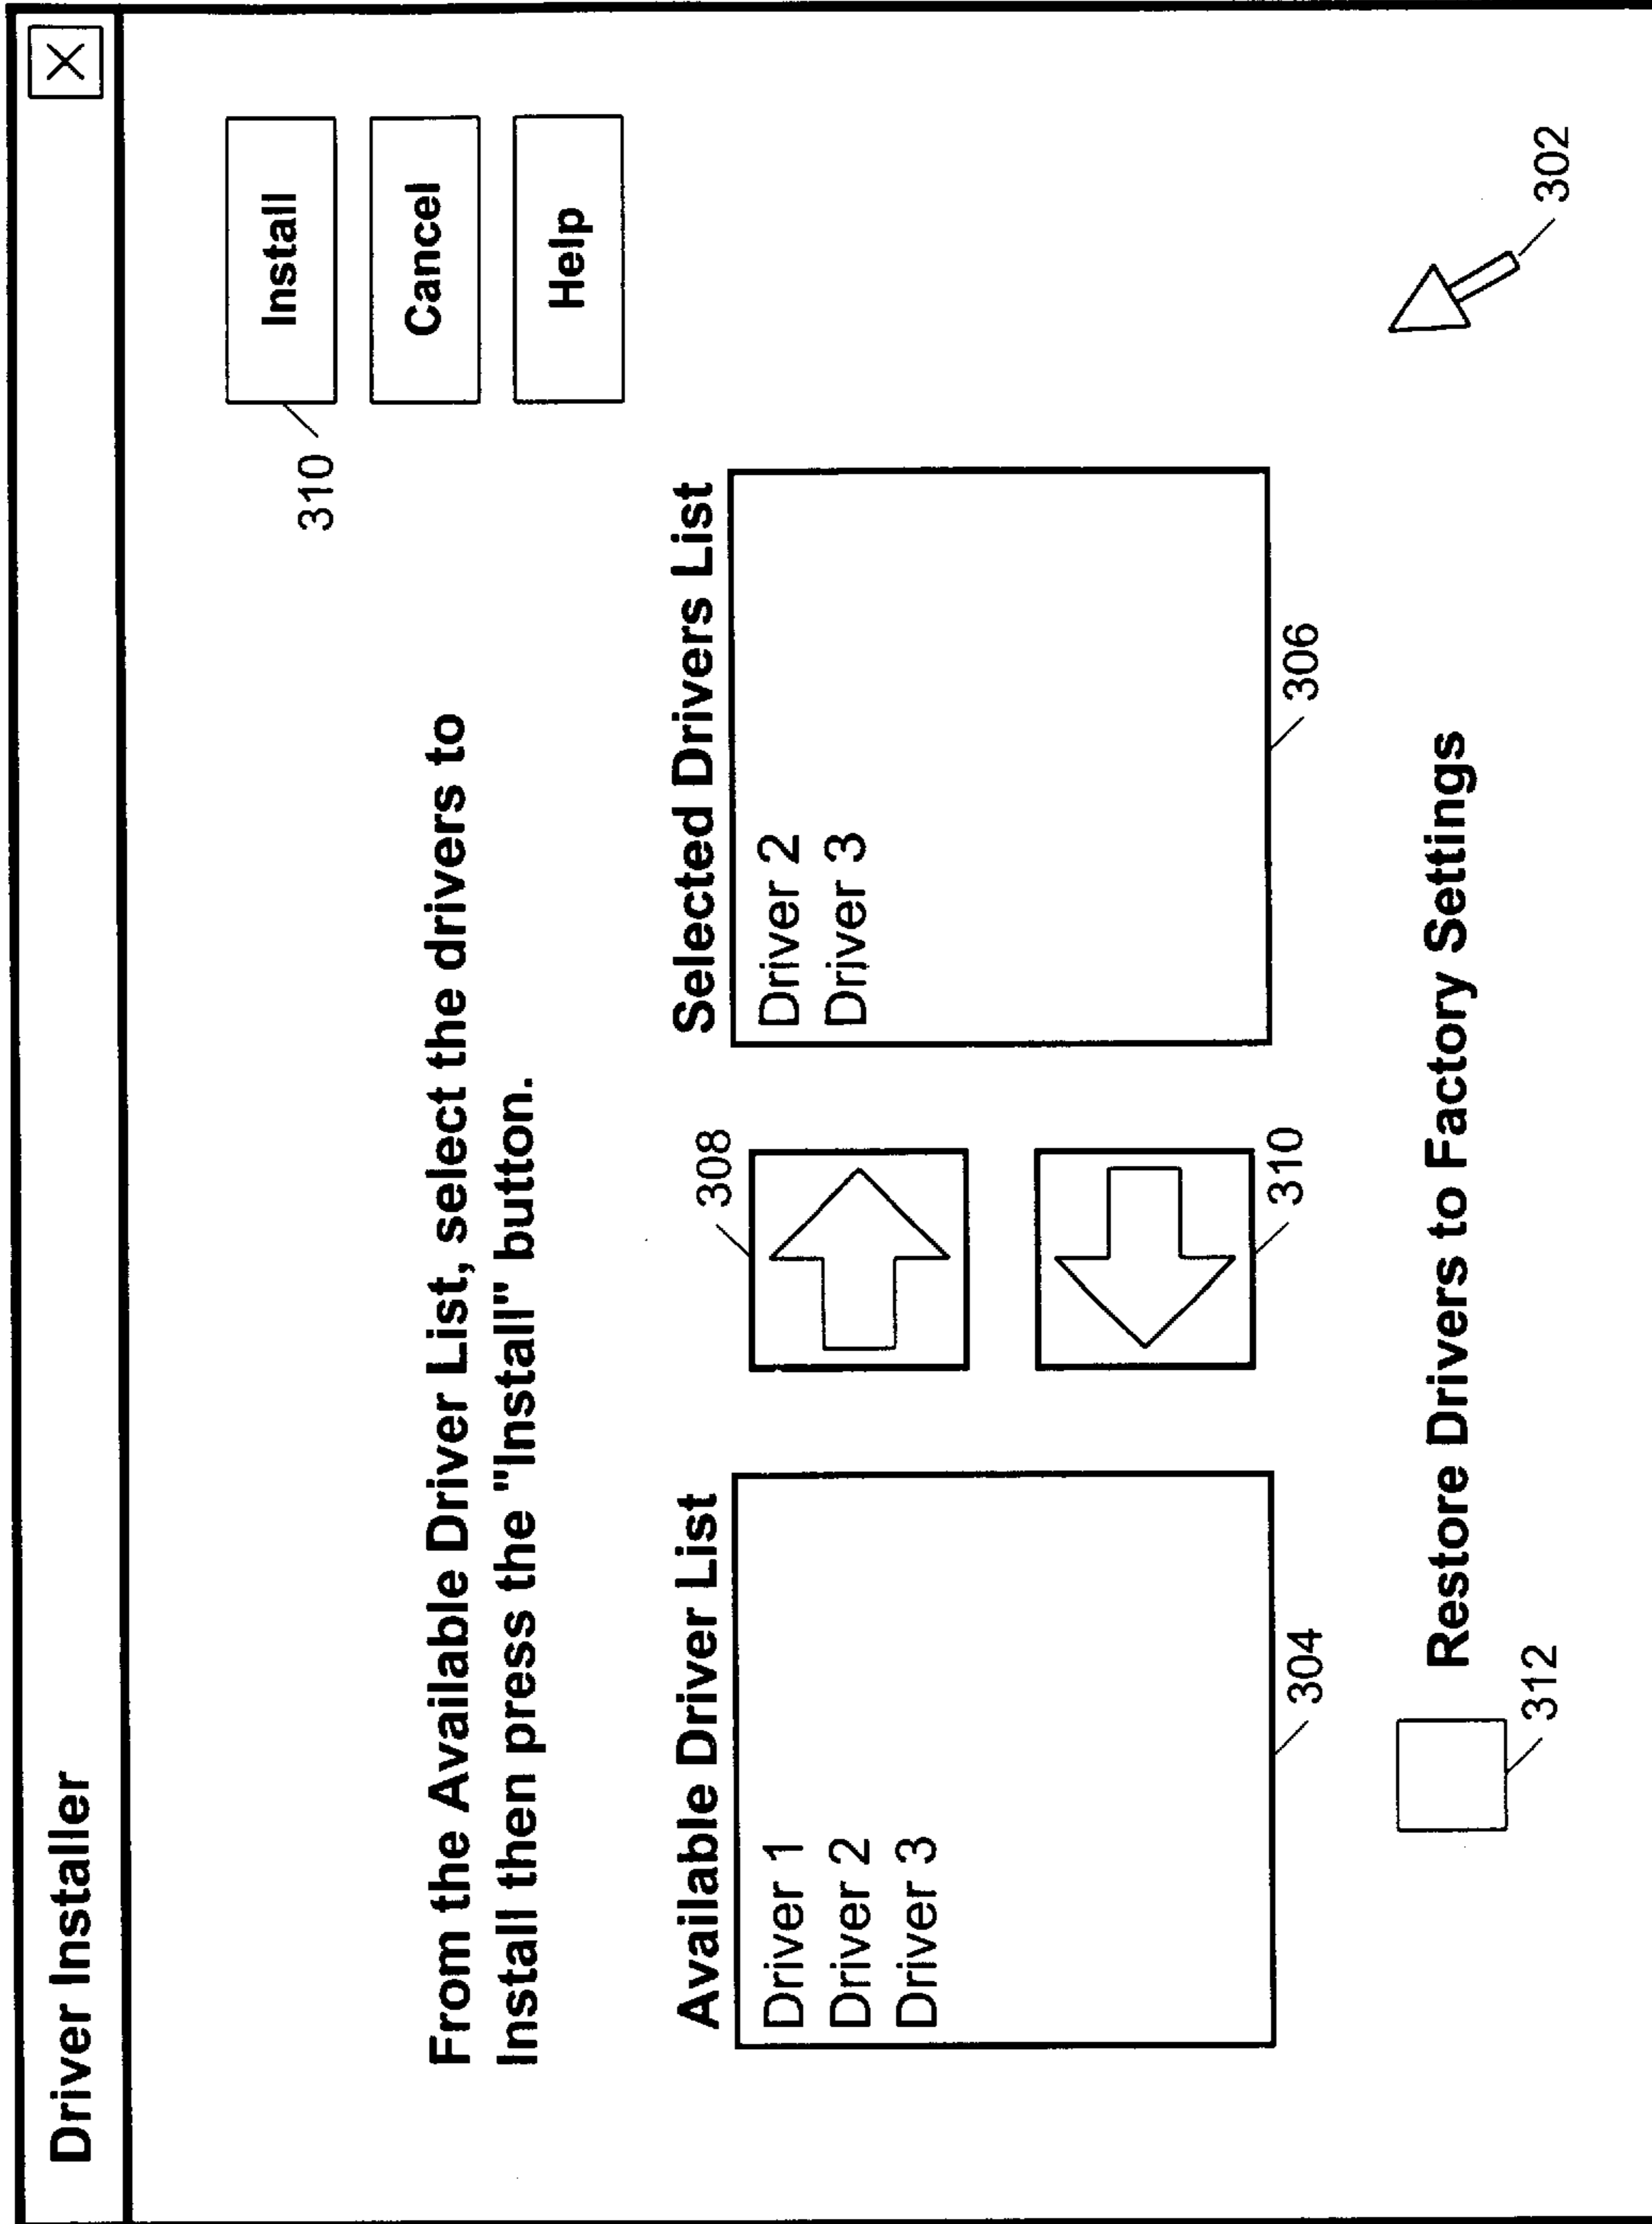 Driver Installer
Install
310
Cancel
Help
From the Available Driver List, select the drivers to
Install then press the "Install" button.
Available Driver List
Driver 1
Driver 2
Driver 3
304
308
310
Selected Drivers List
Driver 2
Driver 3
306
312
Restore Drivers to Factory Settings
302